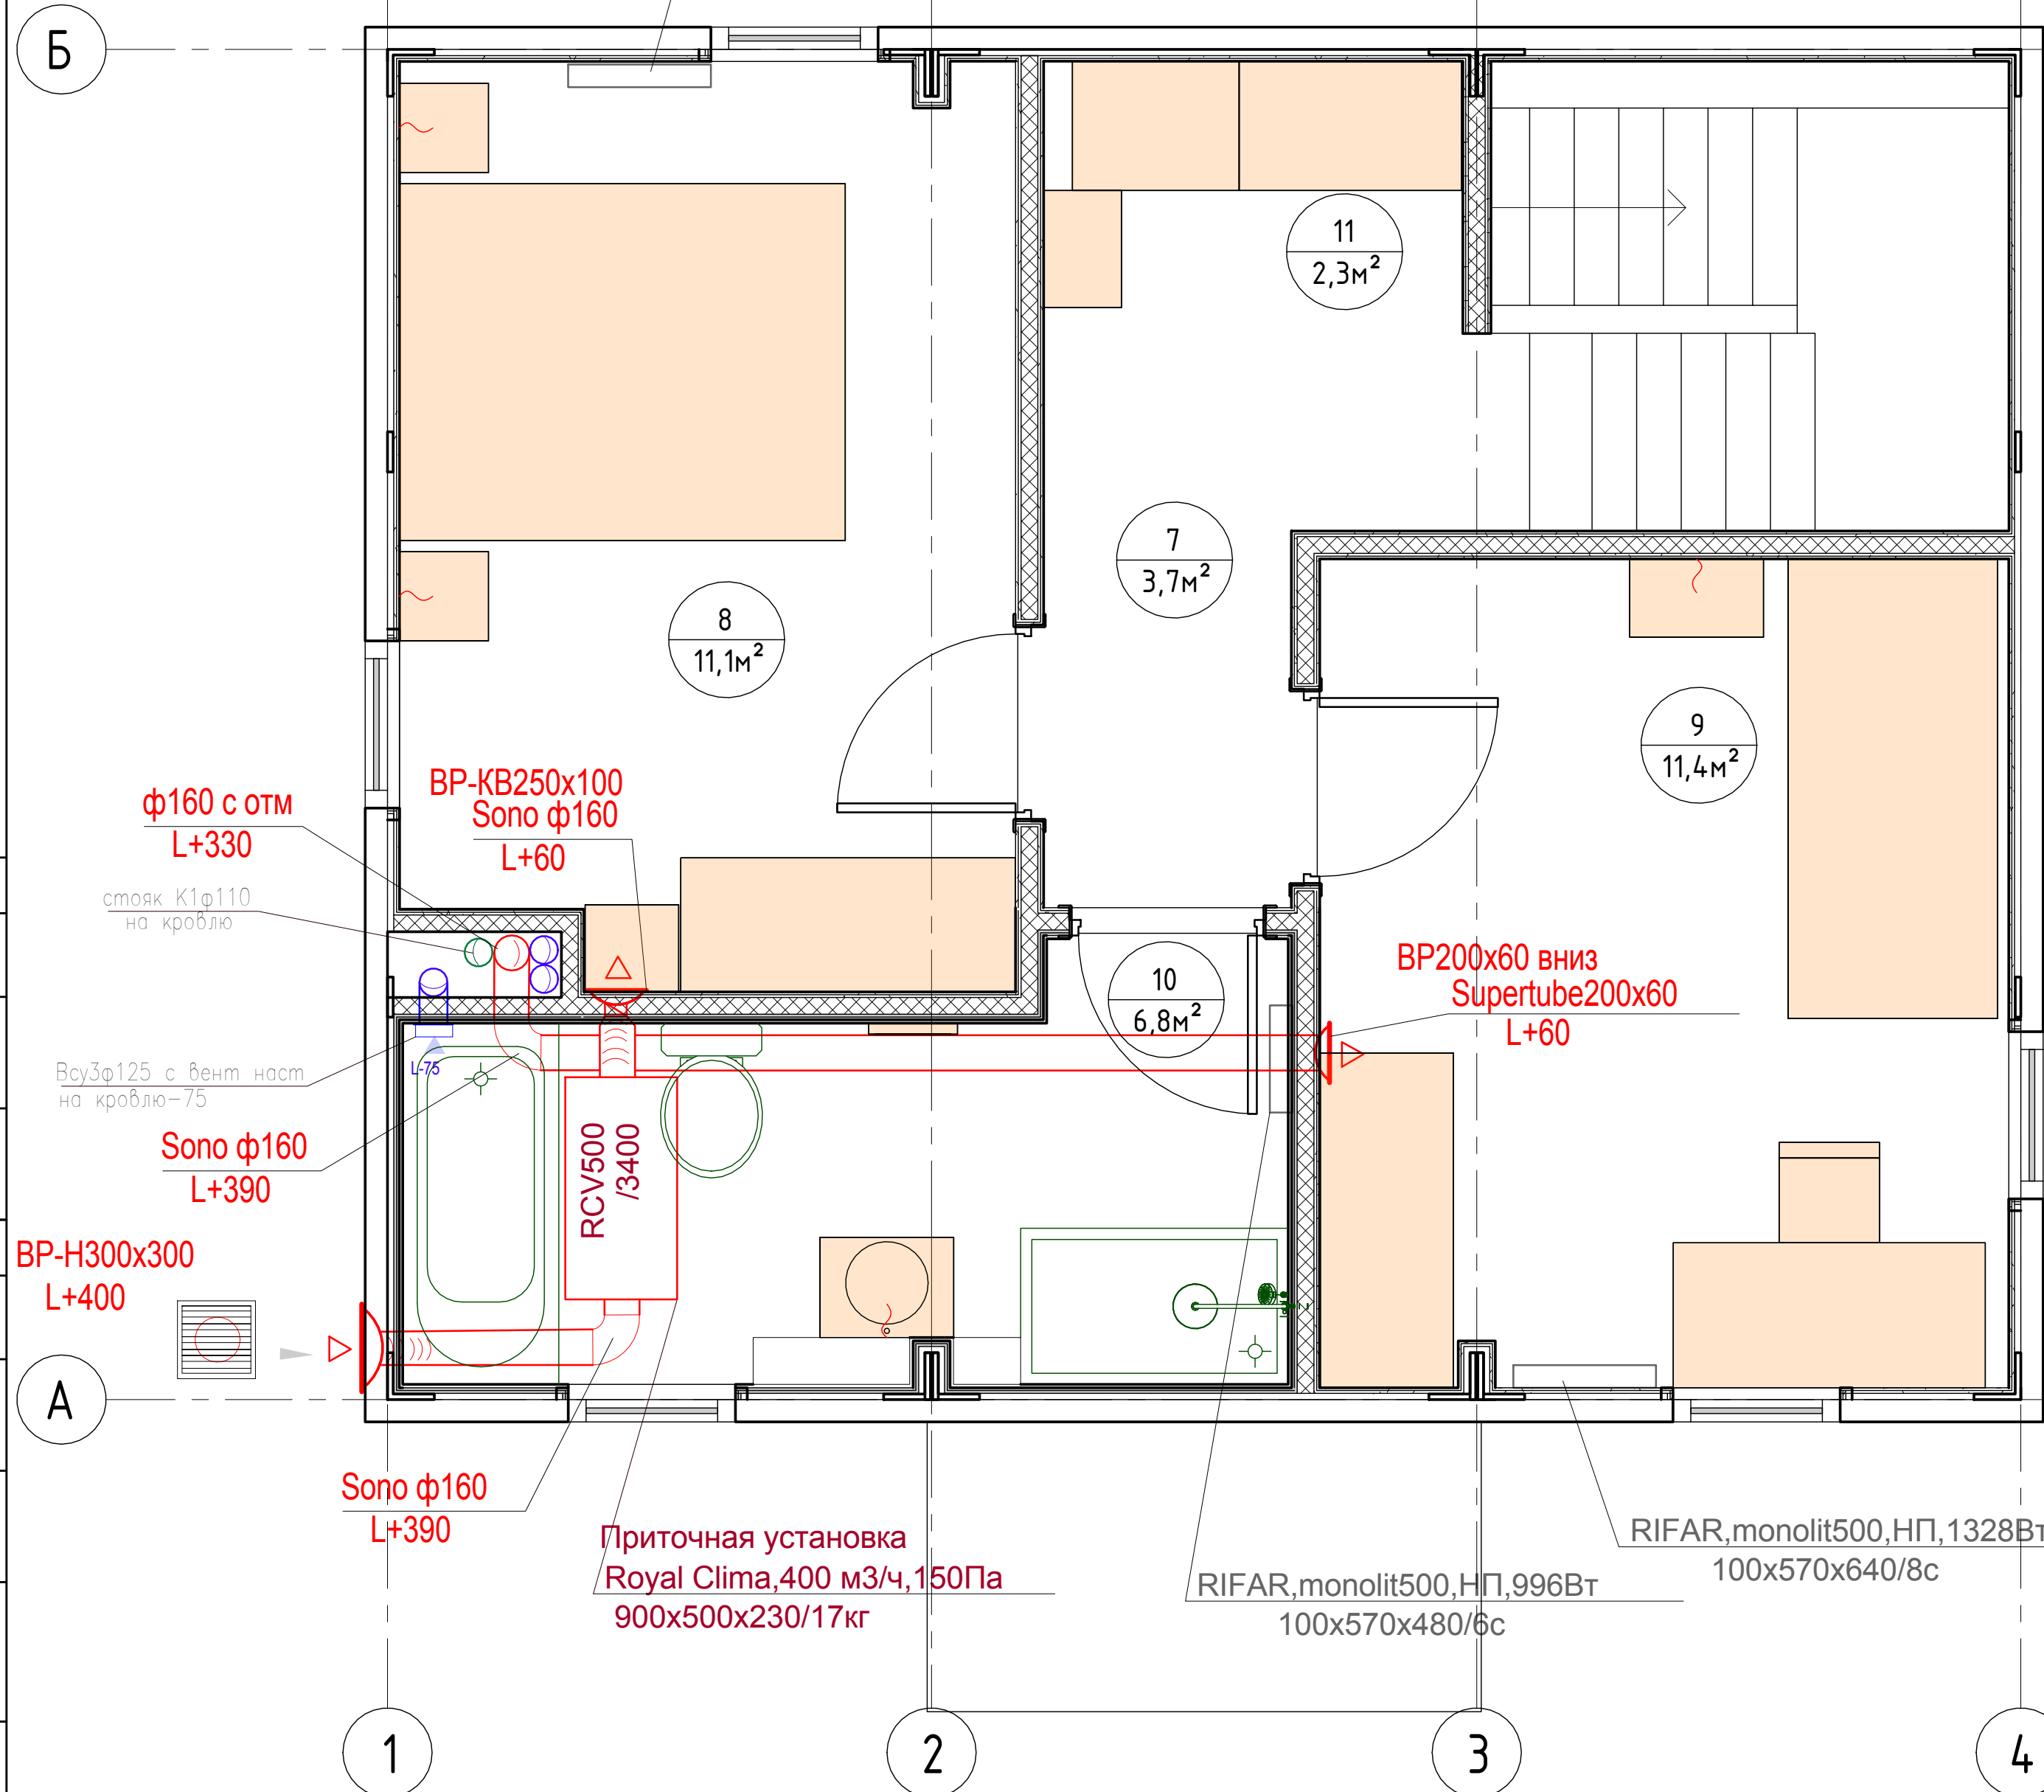 Б
11
2,3м²
7
3,7м²
8
11,1м²
9
11,4м²
ВР-КВ250х100
Sono ф160
L+60
ф160 с отм
L+330
стояк К1ф110
на кровлю
ВР200х60 вниз
Supertube200х60
L+60
10
6,8м²
L-75
Всу3ф125 с вент наст
на кровлю-75
Sono ф160
L+390
RCV500
/3400
ВР-Н300х300
L+400
А
Sono ф160
L+390
Приточная установка
Royal Clima,400 м3/ч,150Па
900х500х230/17кг
RIFAR,monolit500,НП,996Вт
100х570х480/6с
RIFAR,monolit500,НП,1328Вт
100х570х640/8с
1
2
3
4